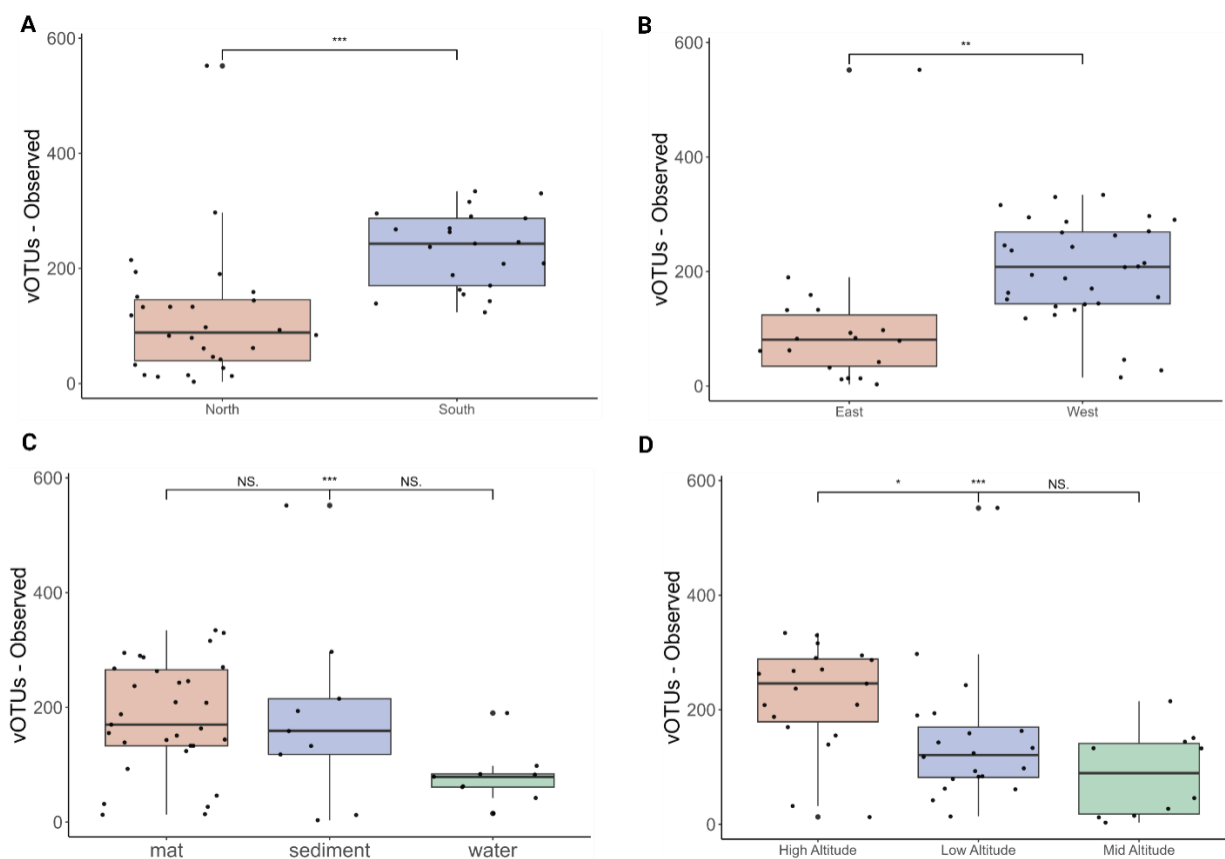 A
vOTUs - Observed
600
400
200
0
***
North
South
B
vOTUs - Observed
600
400
200
0
**
East
West
C
vOTUs - Observed
600
400
200
0
NS.
***
NS.
mat
sediment
water
D
vOTUs - Observed
600
400
200
0
*
***
NS.
High Altitude
Low Altitude
Mid Altitude